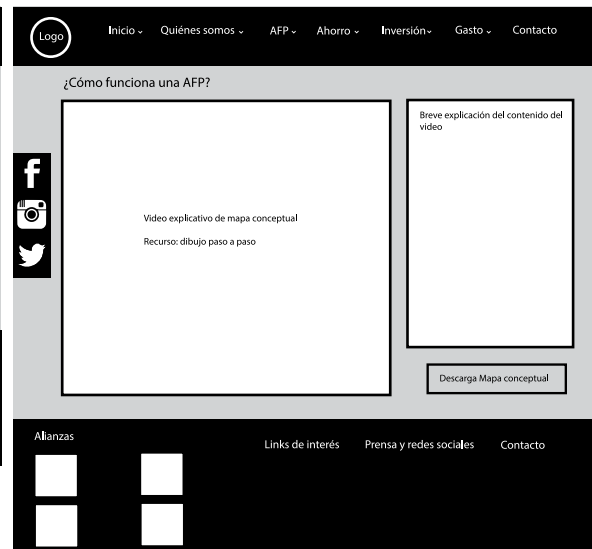 Logo
Inicio Quiénes somos AFP Ahorro Inversión Gasto Contacto
¿Cómo funciona una AFP?
Video explicativo de mapa conceptual
Recurso: dibujo paso a paso
Breve explicación del contenido del
video
Descarga Mapa conceptual
Alianzas
Links de interés Prensa y redes sociales Contacto